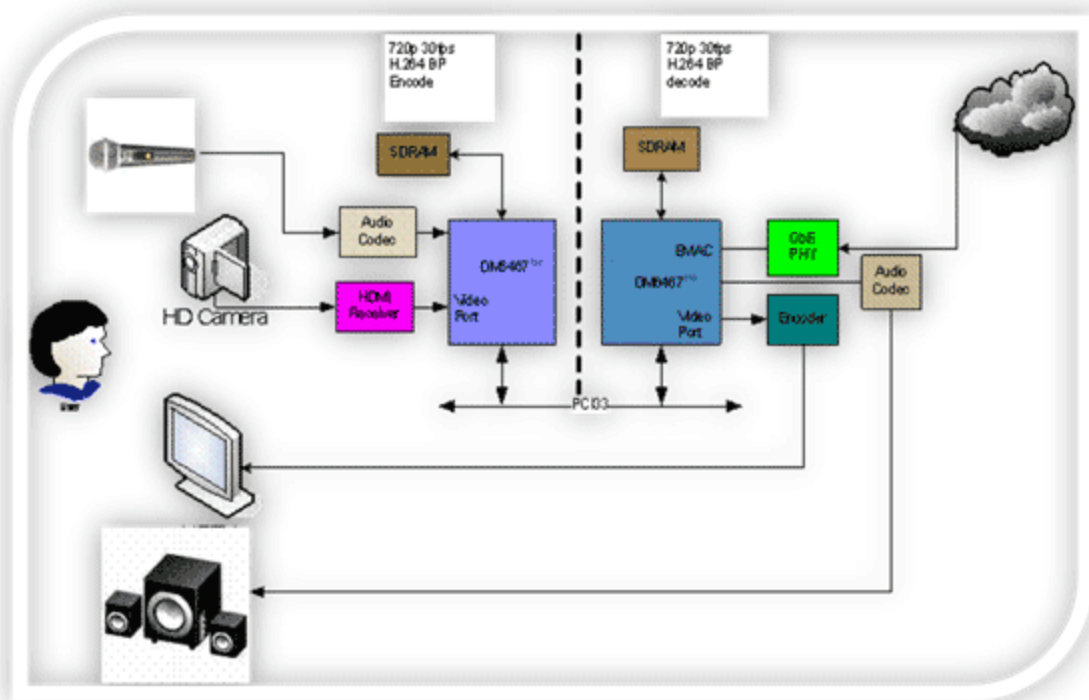 720p 30fps
H.264 BP
Encode
720p 30fps
H.264 BP
decode
SDRAM
SDRAM
Audio
Codec
DM6467
Video
Port
HDMI
Receiver
HD Camera
EMAC
DM6467
Video
Port
GbE
PHY
Audio
Codec
Encoder
PCI33